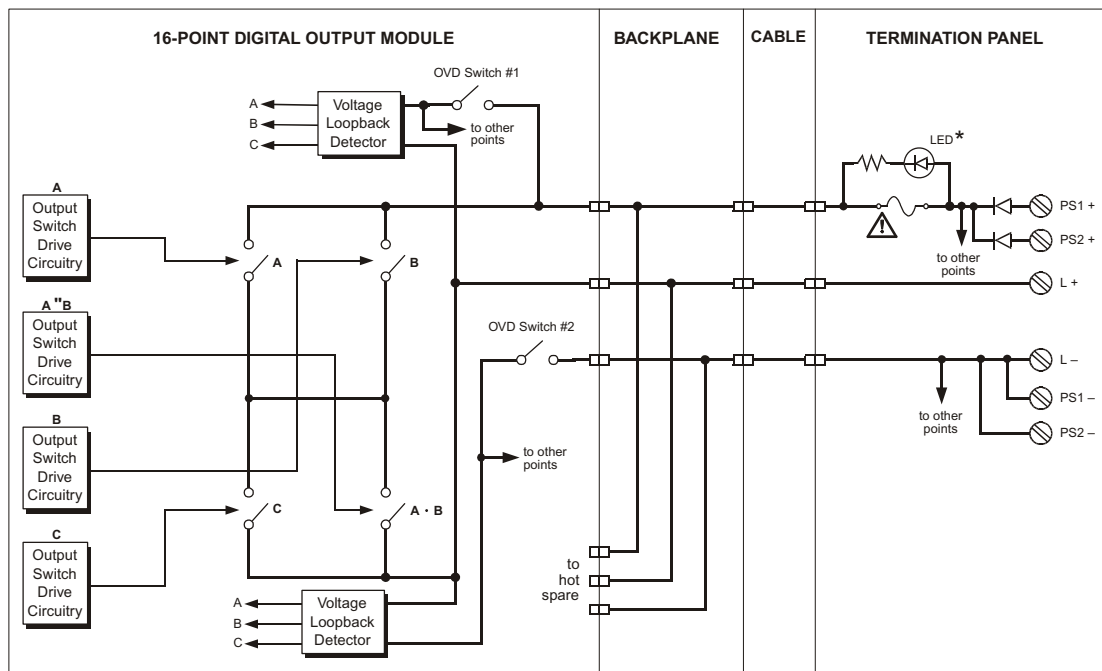 16-POINT DIGITAL OUTPUT MODULE
BACKPLANE
CABLE
TERMINATION PANEL
OVD Switch #1
A
B
C
Voltage
Loopback
Detector
to other
points
LED*
A
Output
Switch
Drive
Circuitry
A
B
PS1 +
PS2 +
to other
points
L +
A"B
Output
Switch
Drive
Circuitry
OVD Switch #2
L –
PS1 –
PS2 –
to other
points
B
Output
Switch
Drive
Circuitry
to other
points
C
A · B
C
Output
Switch
Drive
Circuitry
to
hot
spare
A
B
C
Voltage
Loopback
Detector